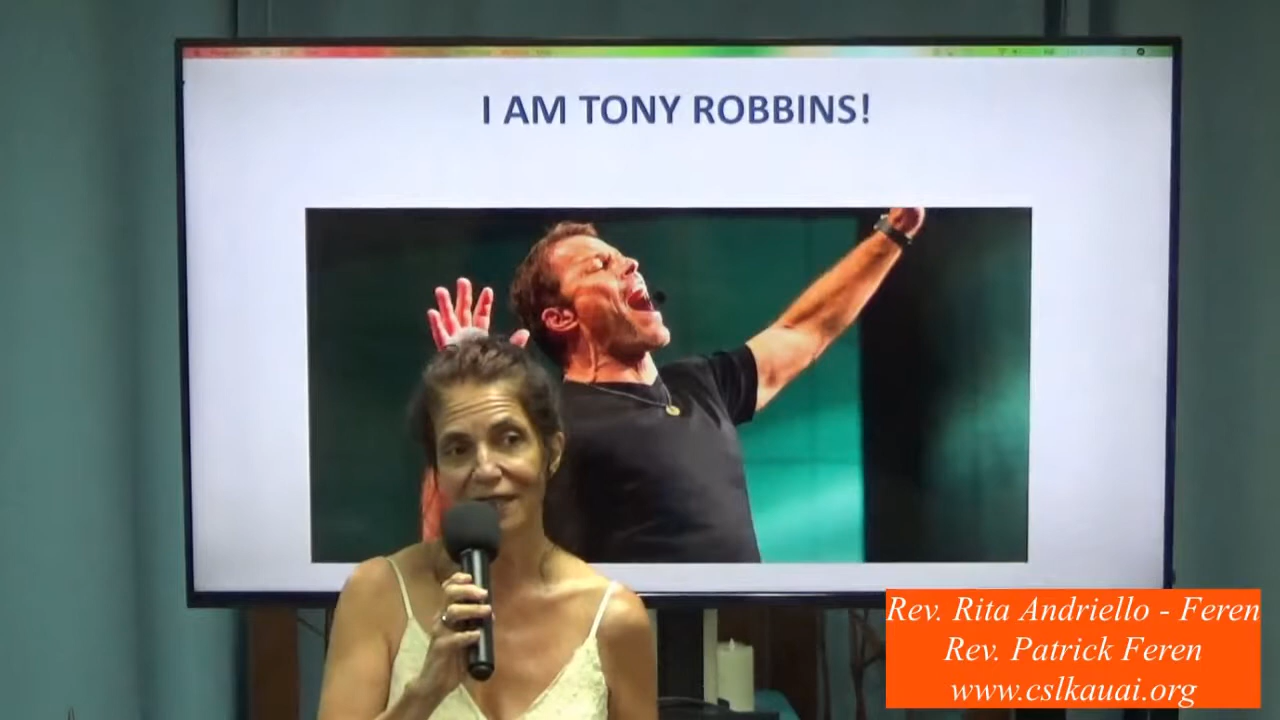 I AM TONY ROBBINS!
Rev. Rita Andriello - Feren
Rev. Patrick Feren
www.cslkauai.org